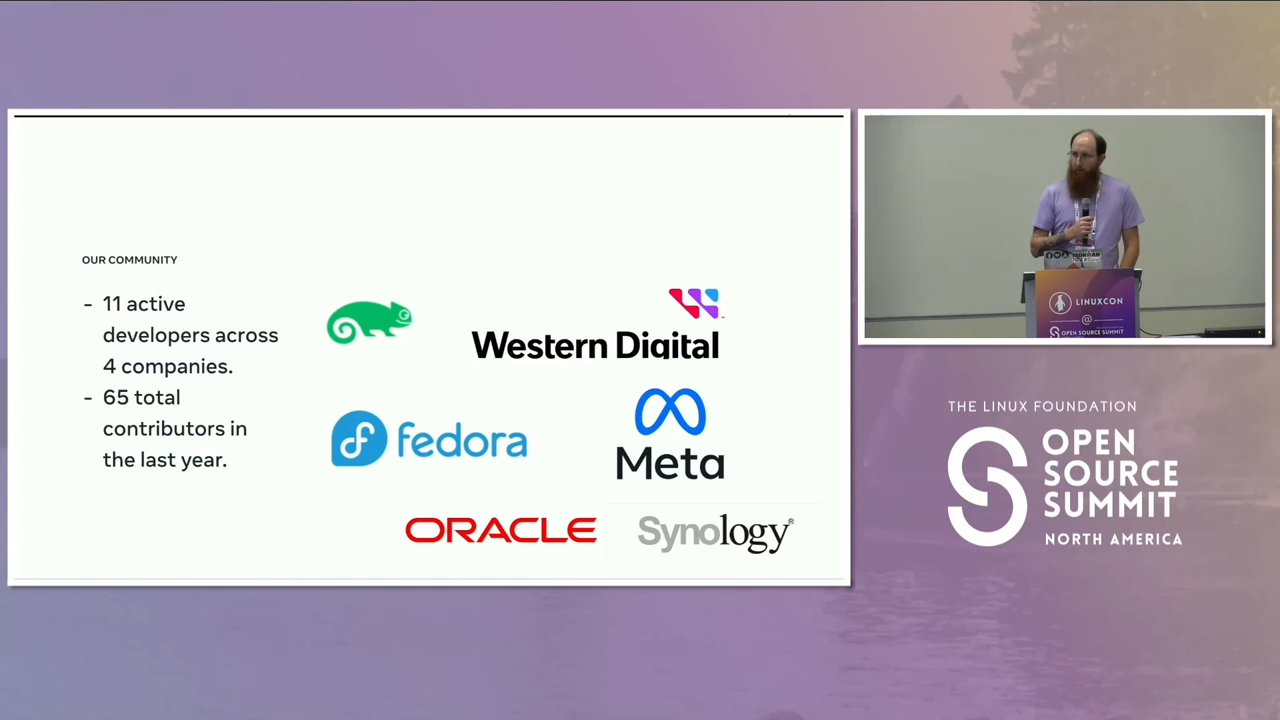 OUR COMMUNITY
- 11 active
developers across
4 companies.
- 65 total
contributors in
the last year.
Western Digital
fedora
Meta
ORACLE
Synology®
LINUXCON
@
OPEN SOURCE SUMMIT
THE LINUX FOUNDATION
OPEN
SOURCE
SUMMIT
NORTH AMERICA